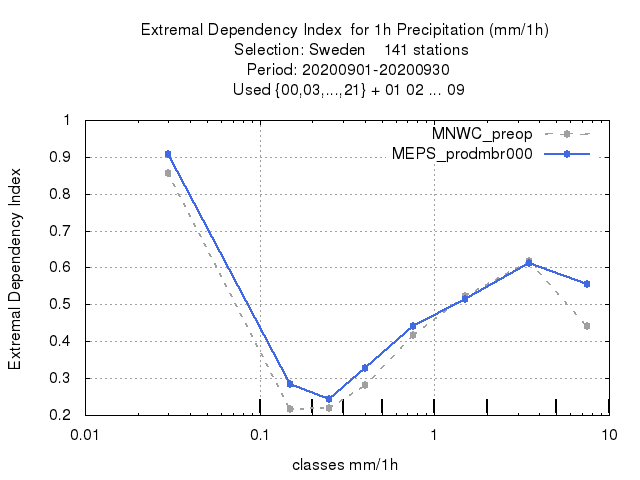 Extremal Dependency Index  for 1h Precipitation (mm/1h)
Selection: Sweden    141 stations
Period: 20200901-20200930
Used {00,03,...,21} + 01 02 ... 09
MNWC_preop
MEPS_prodmbr000
Extremal Dependency Index
1
0.9
0.8
0.7
0.6
0.5
0.4
0.3
0.2
0.01
0.1
1
10
classes mm/1h